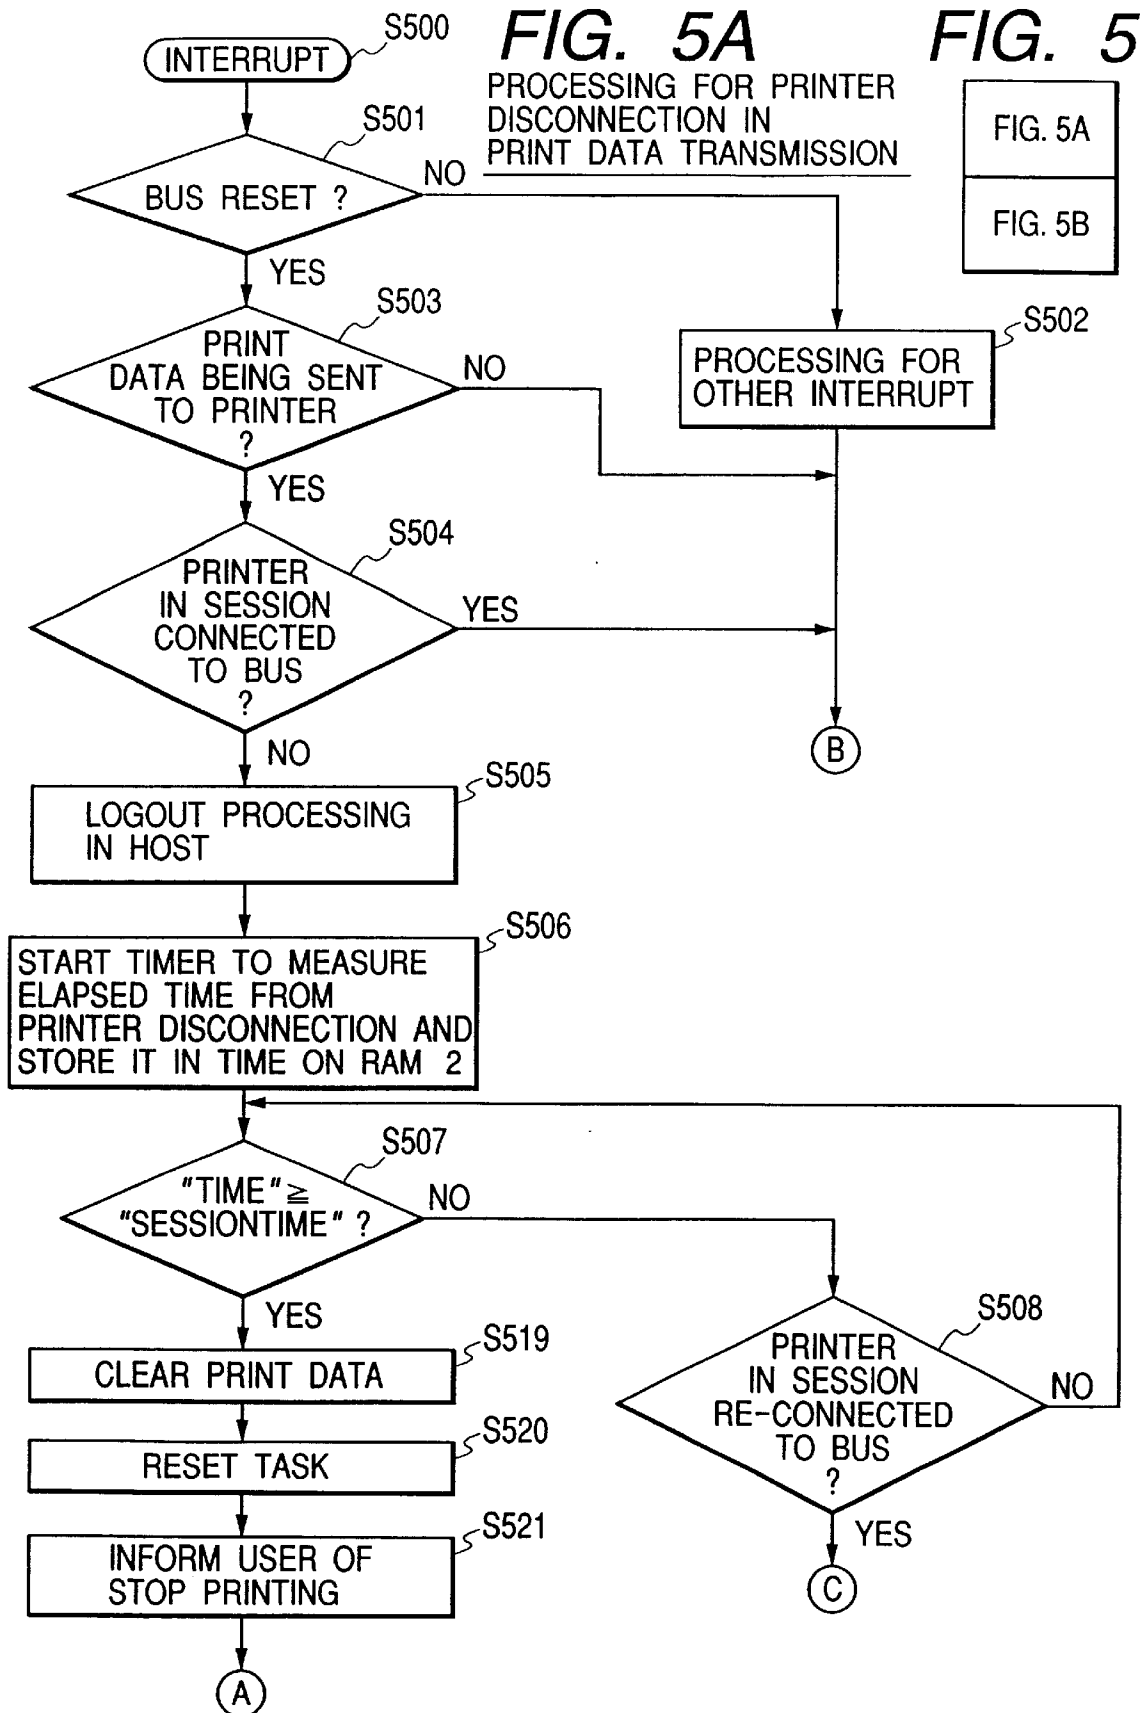 FIG. 5A
FIG. 5
PROCESSING FOR PRINTER
DISCONNECTION IN
PRINT DATA TRANSMISSION
FIG. 5A
FIG. 5B
INTERRUPT
S500
S501
BUS RESET ?
NO
YES
S502
PROCESSING FOR
OTHER INTERRUPT
S503
PRINT
DATA BEING SENT
TO PRINTER
?
NO
YES
S504
PRINTER
IN SESSION
CONNECTED
TO BUS
?
YES
NO
B
S505
LOGOUT PROCESSING
IN HOST
S506
START TIMER TO MEASURE
ELAPSED TIME FROM
PRINTER DISCONNECTION AND
STORE IT IN TIME ON RAM 2
S507
"TIME" ≧
"SESSIONTIME" ?
NO
YES
S508
PRINTER
IN SESSION
RE-CONNECTED
TO BUS
?
NO
YES
C
S519
CLEAR PRINT DATA
S520
RESET TASK
S521
INFORM USER OF
STOP PRINTING
A